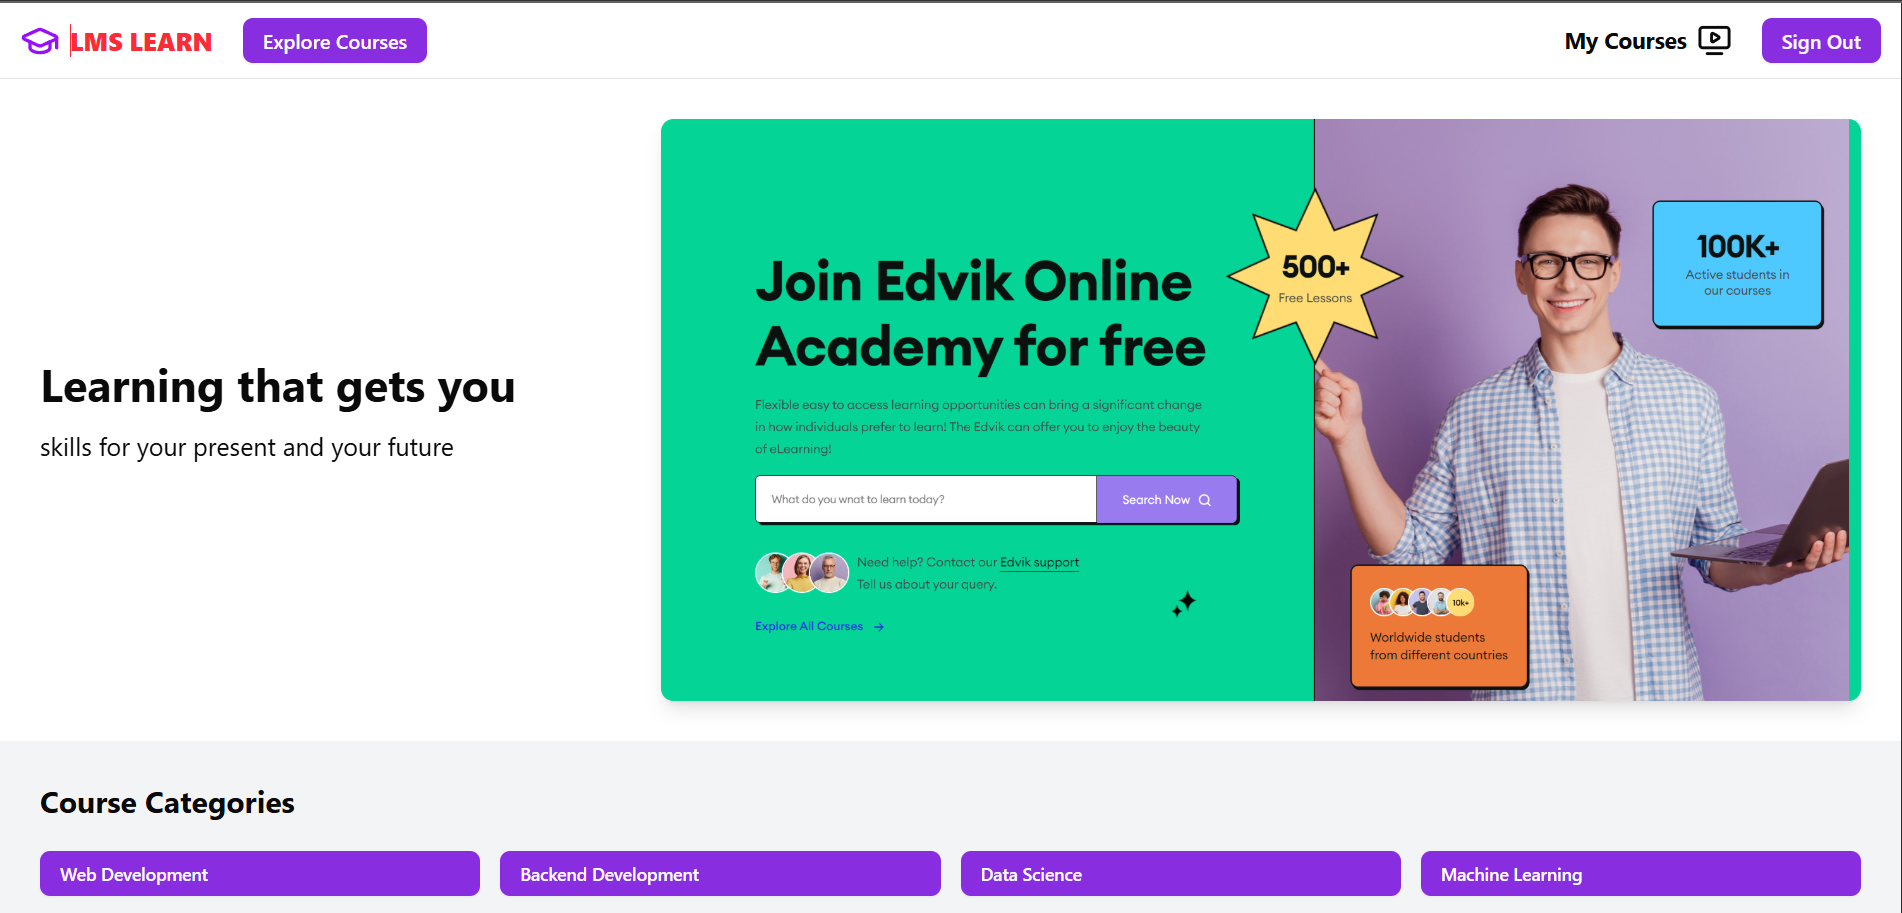 LMS LEARN
Explore Courses
My Courses
Sign Out
Learning that gets you
skills for your present and your future
Join Edvik Online
Academy for free
Flexible easy to access learning opportunities can bring a significant change
in how individuals prefer to learn! The Edvik can offer you to enjoy the beauty
of eLearning!
What do you wnat to learn today?
Search Now
Need help? Contact our Edvik support
Tell us about your query.
Explore All Courses
500+
Free Lessons
100K+
Active students in
our courses
10k+
Worldwide students
from different countries
Course Categories
Web Development
Backend Development
Data Science
Machine Learning